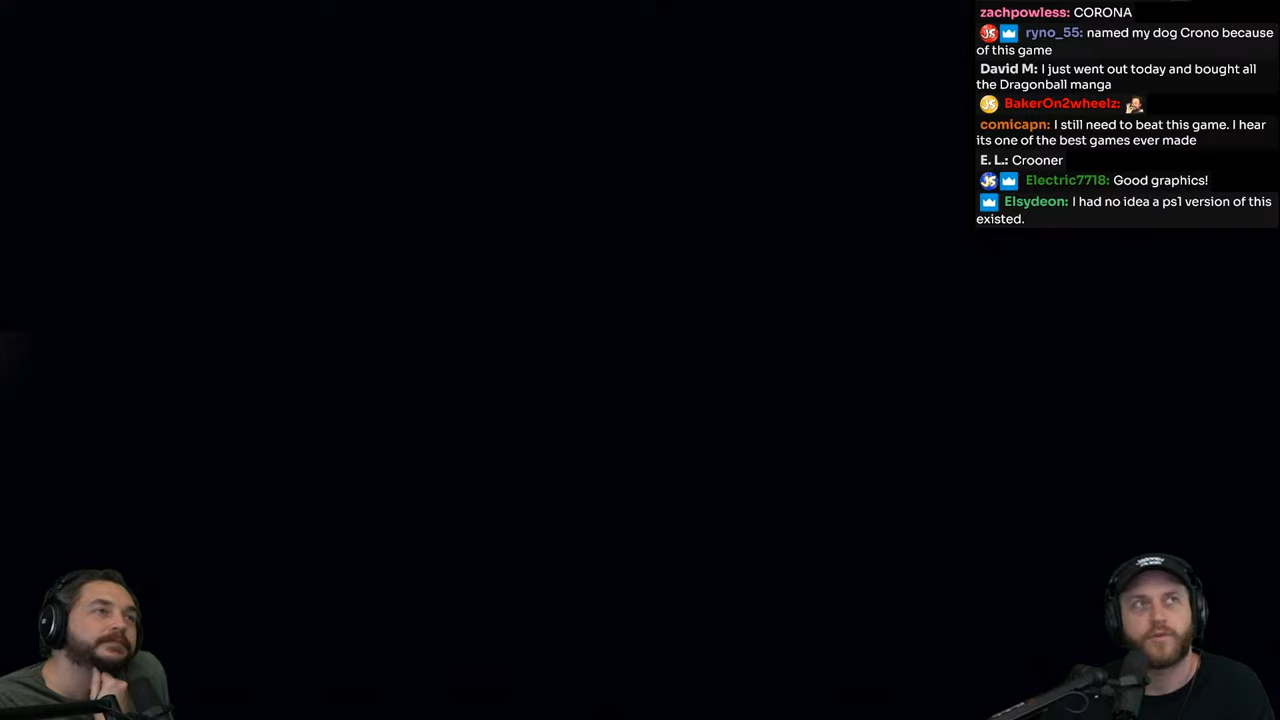 zachpowless: CORONA
ryno_55: named my dog Crono because
of this game
David M: I just went out today and bought all
the Dragonball manga
BakerOn2wheelz:
comicapn: I still need to beat this game. I hear
its one of the best games ever made
E. L.: Crooner
JS Electric7718: Good graphics!
Elsydeon: I had no idea a ps1 version of this
existed.